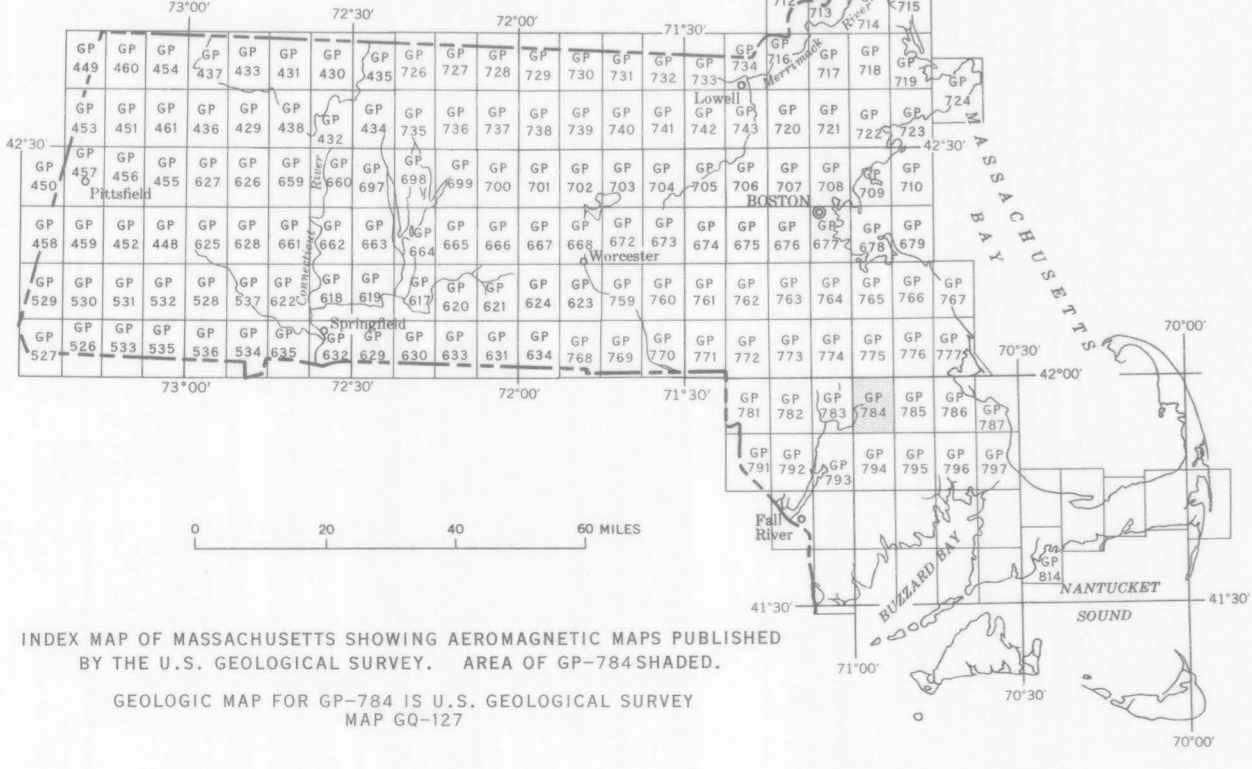 712
713 715
River
714
73°00' 72°30' 72°00' 71°30'
GP GP GP GP GP GP GP GP GP GP GP GP GP GP GP GP GP GP GP GP GP
449 460 454 437 433 431 430 435 726 727 728 729 730 731 732 733 734 716 717 718 719
Merrimack
GP
724
Lowell
GP GP GP GP GP GP GP GP GP GP GP GP GP GP GP GP GP GP GP GP GP
453 451 461 436 429 438 432 434 735 736 737 738 739 740 741 742 743 720 721 722 723
42°30' 42°30'
GP GP GP GP GP GP GP GP GP GP GP GP GP GP GP GP GP GP GP GP GP GP
450 457 456 455 627 626 659 660 697 698 699 700 701 702 703 704 705 706 707 708 709 710
Pittsfield
River
BOSTON
MASSACHUSETTS
BAY
GP GP GP GP GP GP GP GP GP GP GP GP GP GP GP GP GP GP GP GP GP GP
458 459 452 448 625 628 661 662 663 664 665 666 667 668 672 673 674 675 676 677 678 679
Connecticut
Worcester
GP GP GP GP GP GP GP GP GP GP GP GP GP GP GP GP GP GP GP GP GP GP GP
529 530 531 532 528 537 622 618 619 617 620 621 624 623 759 760 761 762 763 764 765 766 767
Springfield
GP GP GP GP GP GP GP GP GP GP GP GP GP GP GP GP GP GP GP GP GP GP GP
527 526 533 535 536 534 635 632 629 630 633 631 634 768 769 770 771 772 773 774 775 776 777
70°30' 70°00'
42°00'
73°00' 72°30' 72°00' 71°30'
GP GP GP GP GP GP GP
781 782 783 784 785 786 787
GP GP GP GP GP GP GP
791 792 793 794 795 796 797
Fall
River
0 20 40 60 MILES
BUZZARD BAY
GP
814
NANTUCKET
SOUND
41°30' 41°30'
71°00'
70°30'
70°00'
INDEX MAP OF MASSACHUSETTS SHOWING AEROMAGNETIC MAPS PUBLISHED
BY THE U.S. GEOLOGICAL SURVEY. AREA OF GP-784 SHADED.
GEOLOGIC MAP FOR GP-784 IS U.S. GEOLOGICAL SURVEY
MAP GQ-127